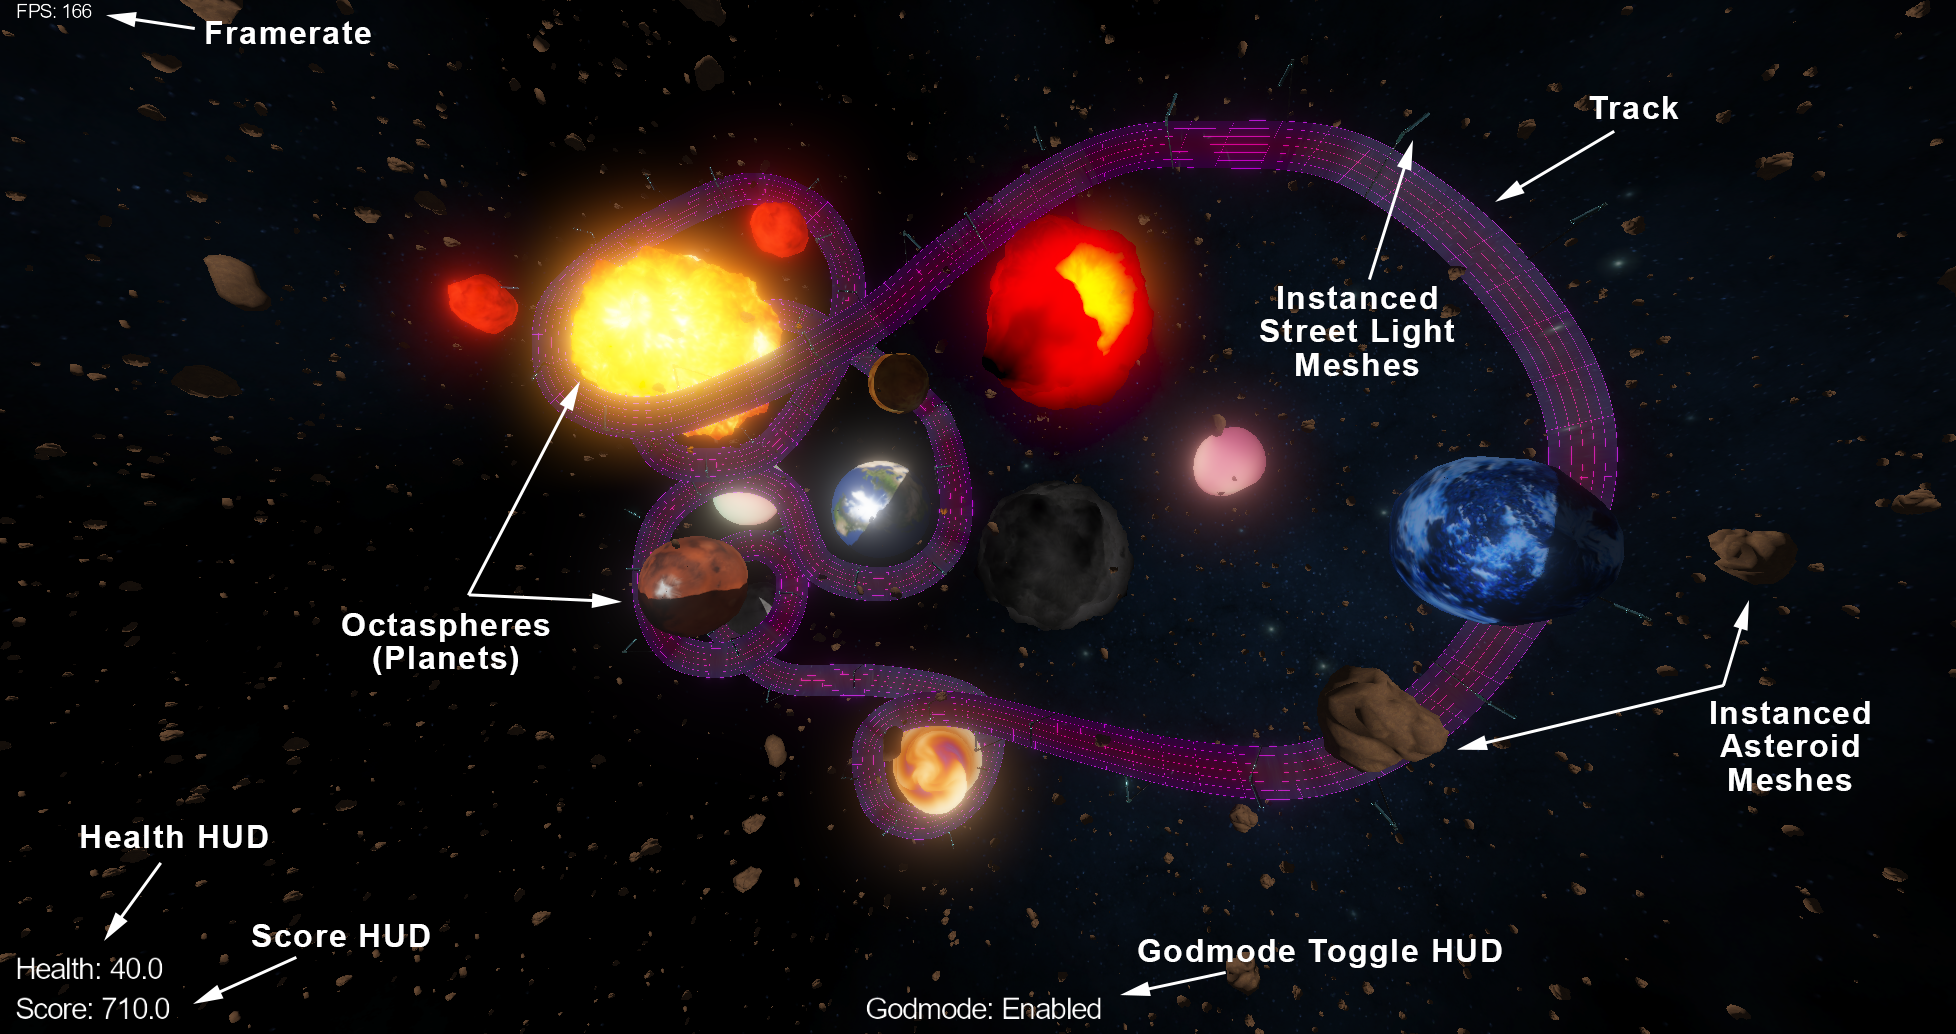 FPS: 166
Framerate
Track
Instanced
Street Light
Meshes
Octaspheres
(Planets)
Instanced
Asteroid
Meshes
Health HUD
Score HUD
Godmode Toggle HUD
Health: 40.0
Score: 710.0
Godmode: Enabled